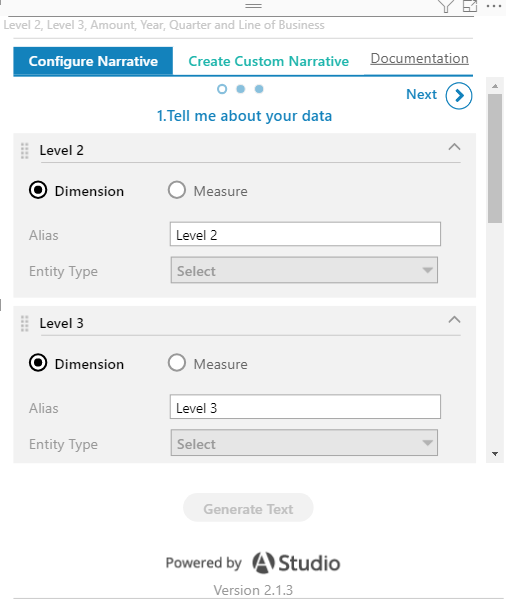 Level 2, Level 3, Amount, Year, Quarter and Line of Business
Configure Narrative Create Custom Narrative Documentation
Next
1.Tell me about your data
Level 2
Dimension Measure
Alias Level 2
Entity Type Select
Level 3
Dimension Measure
Alias Level 3
Entity Type Select
Generate Text
Powered by Studio
Version 2.1.3